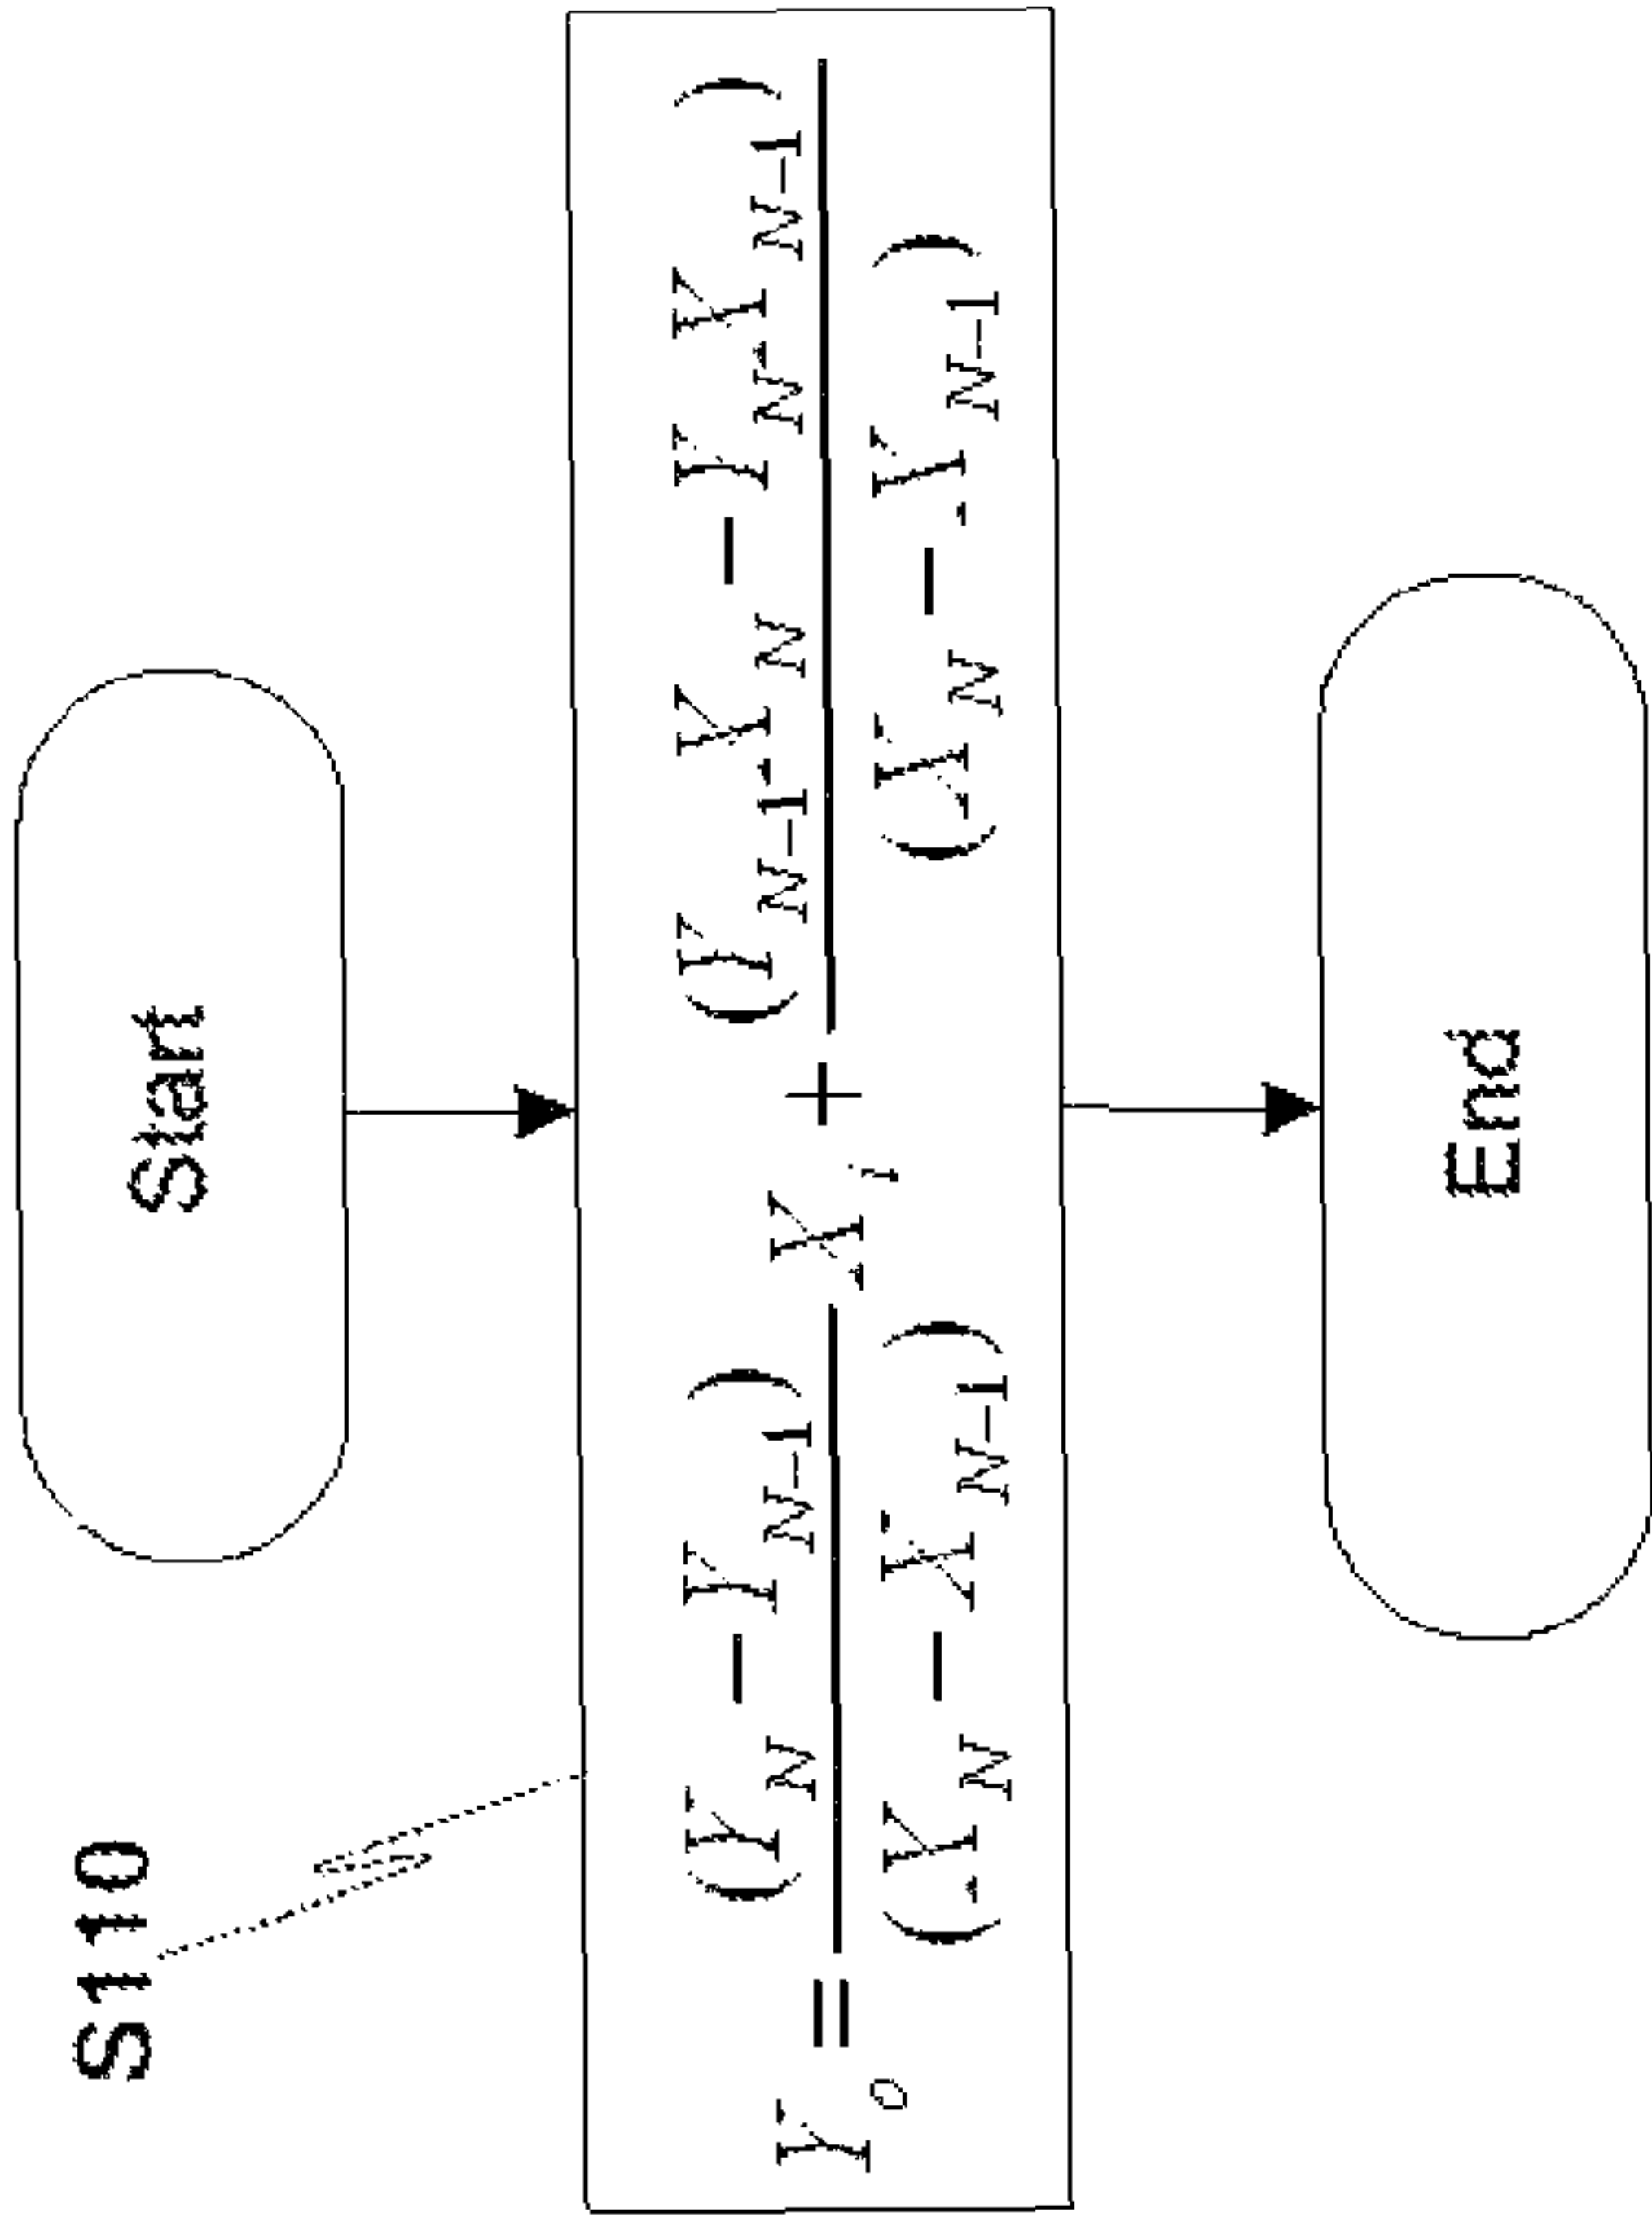 Start
S110
Y_o = (Y_N − Y_{N−1}) / (X_N − X_{N−1}) X_i + (Y_{N−1}X_N − Y_N X_{N−1}) / (X_N − X_{N−1})
End